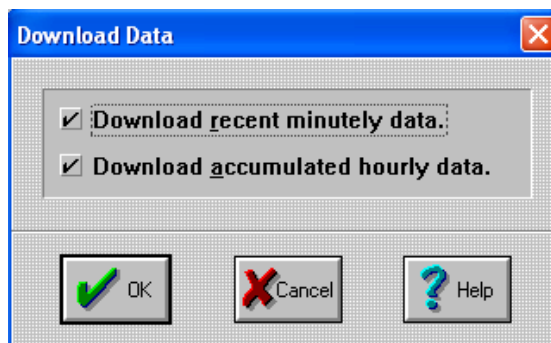 Download Data
Download recent minutely data.
Download accumulated hourly data.
OK
Cancel
Help